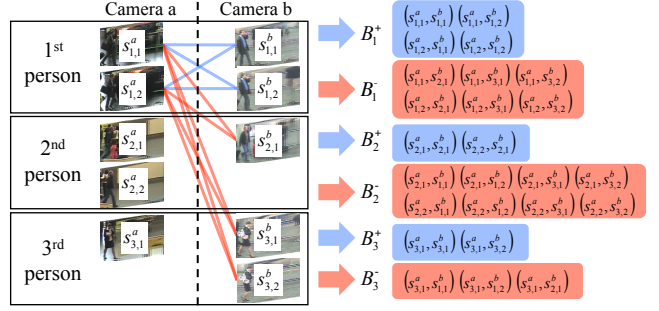 Camera a Camera b
1st person
s^a_{1,1} s^b_{1,1}
s^a_{1,2} s^b_{1,2}
2nd person
s^a_{2,1} s^b_{2,1}
s^a_{2,2}
3rd person
s^a_{3,1} s^b_{3,1}
s^b_{3,2}
B_1^+ (s^a_{1,1}, s^b_{1,1}) (s^a_{1,1}, s^b_{1,2})
(s^a_{1,2}, s^b_{1,1}) (s^a_{1,2}, s^b_{1,2})
B_1^- (s^a_{1,1}, s^b_{2,1}) (s^a_{1,1}, s^b_{3,1}) (s^a_{1,1}, s^b_{3,2})
(s^a_{1,2}, s^b_{2,1}) (s^a_{1,2}, s^b_{3,1}) (s^a_{1,2}, s^b_{3,2})
B_2^+ (s^a_{2,1}, s^b_{2,1}) (s^a_{2,2}, s^b_{2,1})
B_2^- (s^a_{2,1}, s^b_{1,1}) (s^a_{2,1}, s^b_{1,2}) (s^a_{2,1}, s^b_{3,1}) (s^a_{2,1}, s^b_{3,2})
(s^a_{2,2}, s^b_{1,1}) (s^a_{2,2}, s^b_{1,2}) (s^a_{2,2}, s^b_{3,1}) (s^a_{2,2}, s^b_{3,2})
B_3^+ (s^a_{3,1}, s^b_{3,1}) (s^a_{3,1}, s^b_{3,2})
B_3^- (s^a_{3,1}, s^b_{1,1}) (s^a_{3,1}, s^b_{1,2}) (s^a_{3,1}, s^b_{2,1})